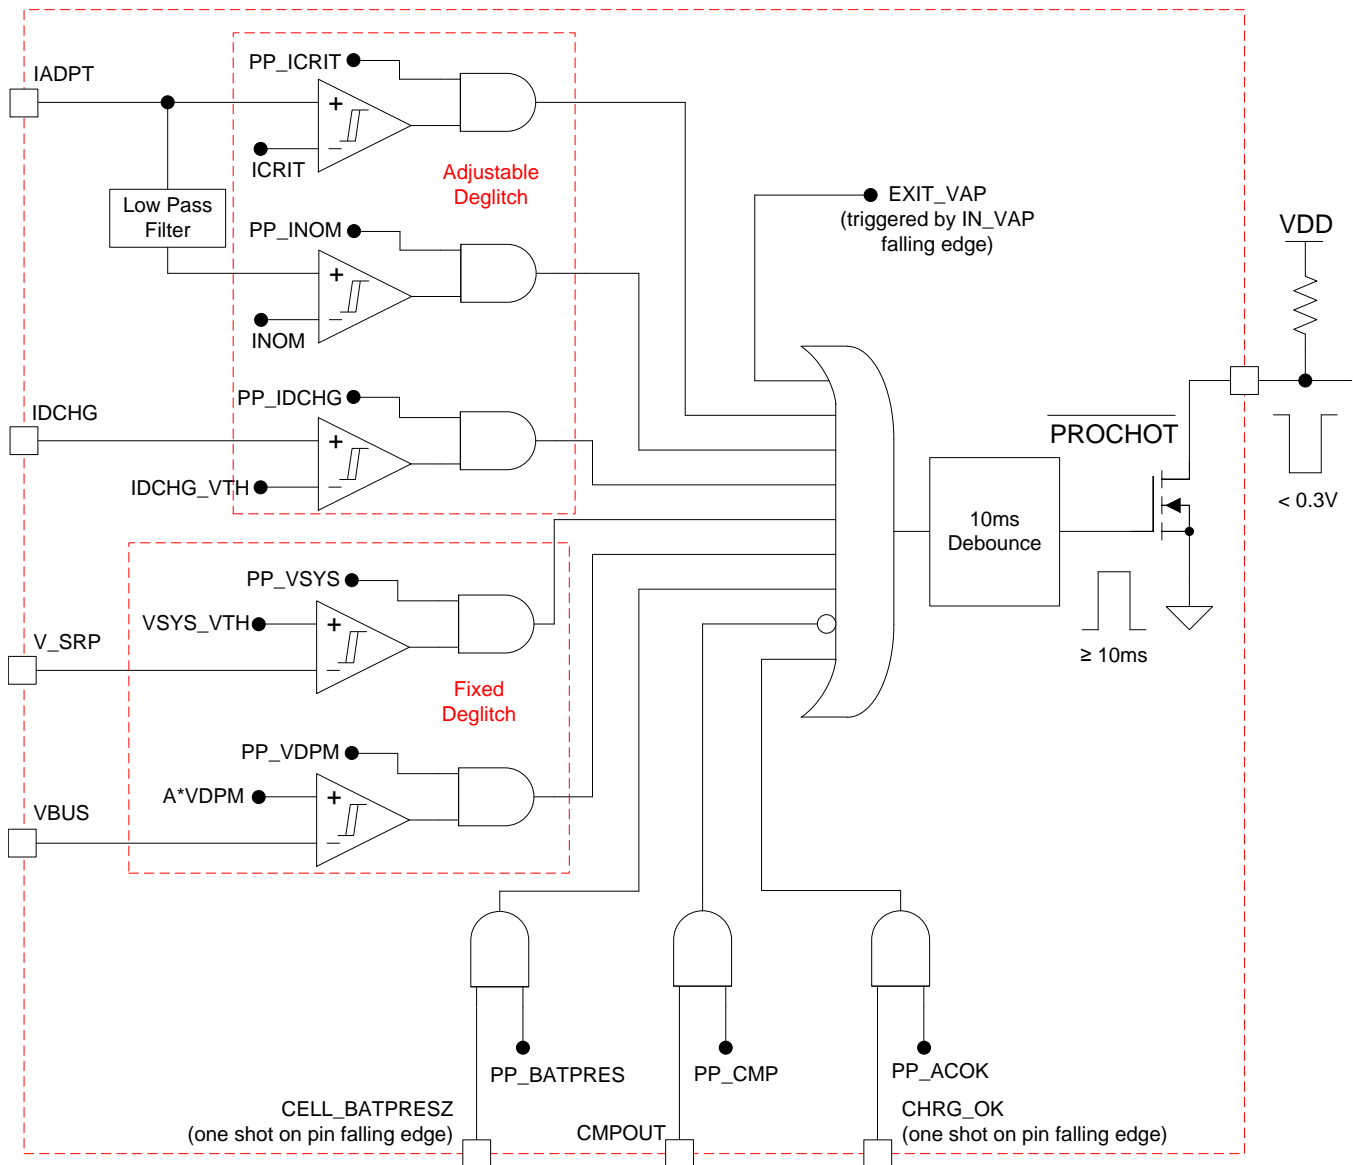 PP_ICRIT
IADPT
+
−
ICRIT
Adjustable
Deglitch
Low Pass
Filter
PP_INOM
+
−
INOM
EXIT_VAP
(triggered by IN_VAP
falling edge)
VDD
PP_IDCHG
IDCHG
+
−
IDCHG_VTH
PROCHOT
< 0.3V
10ms
Debounce
≥ 10ms
PP_VSYS
VSYS_VTH
+
−
V_SRP
Fixed
Deglitch
PP_VDPM
A*VDPM
+
−
VBUS
PP_BATPRES
PP_CMP
PP_ACOK
CELL_BATPRESZ
(one shot on pin falling edge)
CMPOUT
CHRG_OK
(one shot on pin falling edge)